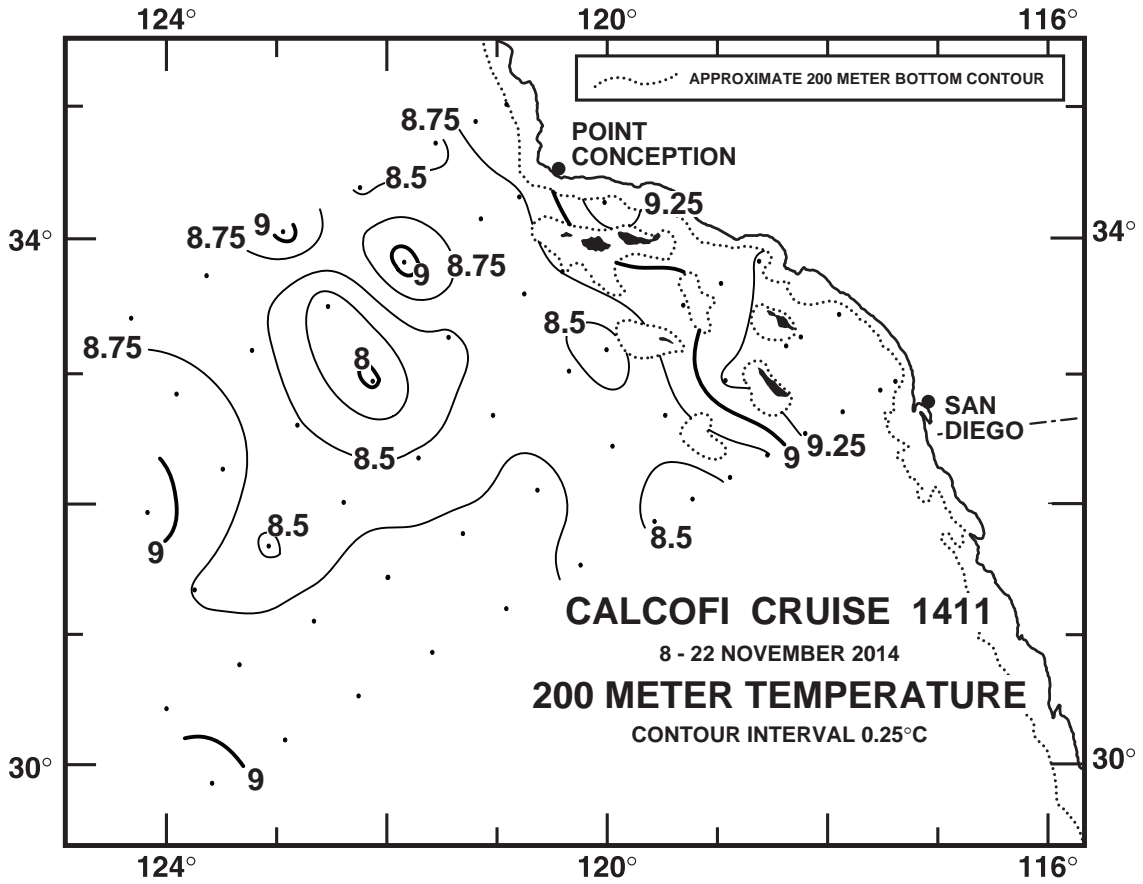 124° 120° 116°
APPROXIMATE 200 METER BOTTOM CONTOUR
8.75
POINT
CONCEPTION
8.5
9.25
9
8.75
34°
34°
9
8.75
8.5
8.75
8
SAN
DIEGO
9.25
9
8.5
8.5
8.5
9
CALCOFI CRUISE 1411
8 - 22 NOVEMBER 2014
200 METER TEMPERATURE
CONTOUR INTERVAL 0.25°C
30°
30°
9
124° 120° 116°